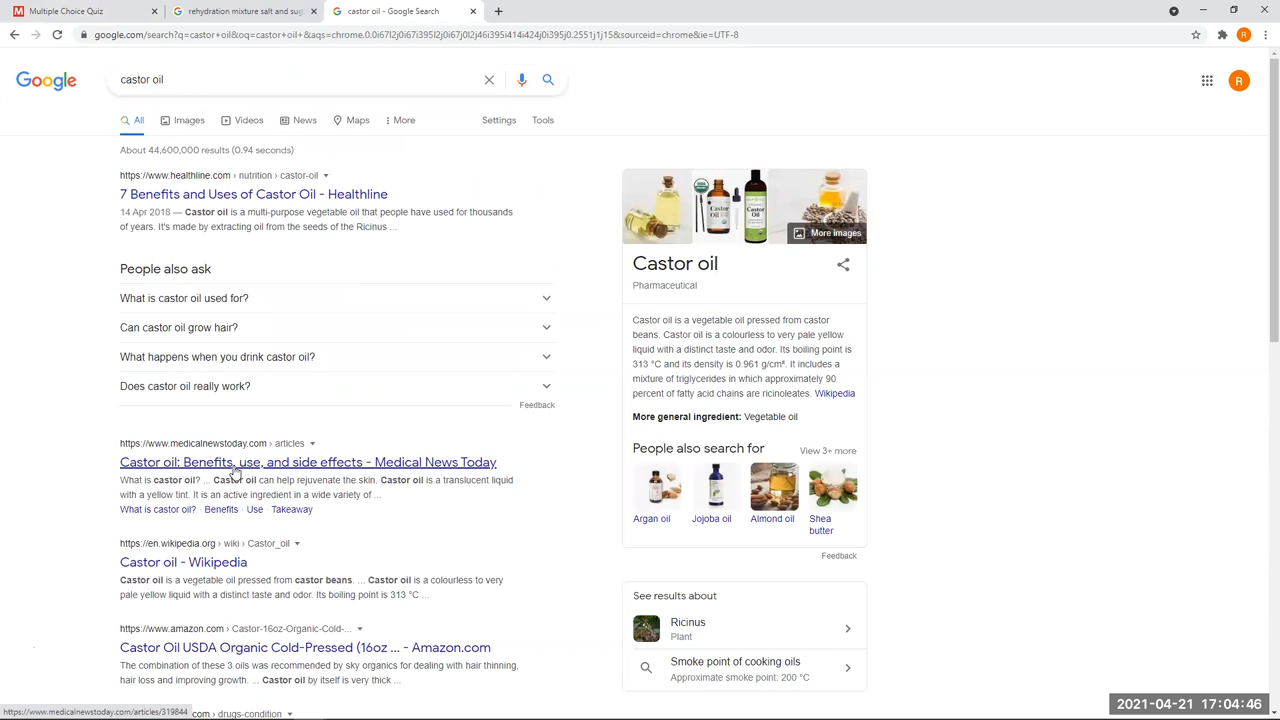 Multiple Choice Quiz
rehydration mixture salt and sug
castor oil - Google Search
google.com/search?q=castor+oil&oq=castor+oil+&aqs=chrome.0.0i67l2j0i67i395l2j0i67j0l2j46i395i414i424j0i395j0l.2551j1j15&sourceid=chrome&ie=UTF-8
R
Google
castor oil
R
All
Images
Videos
News
Maps
More
Settings
Tools
About 44,600,000 results (0.94 seconds)
https://www.healthline.com › nutrition › castor-oil
7 Benefits and Uses of Castor Oil - Healthline
14 Apr 2018 — Castor oil is a multi-purpose vegetable oil that people have used for thousands
of years. It's made by extracting oil from the seeds of the Ricinus ...
People also ask
What is castor oil used for?
Can castor oil grow hair?
What happens when you drink castor oil?
Does castor oil really work?
Feedback
https://www.medicalnewstoday.com › articles
Castor oil: Benefits, use, and side effects - Medical News Today
What is castor oil? ... Castor oil can help rejuvenate the skin. Castor oil is a translucent liquid
with a yellow tint. It is an active ingredient in a wide variety of ...
What is castor oil? · Benefits · Use · Takeaway
https://en.wikipedia.org › wiki › Castor_oil
Castor oil - Wikipedia
Castor oil is a vegetable oil pressed from castor beans. ... Castor oil is a colourless to very
pale yellow liquid with a distinct taste and odor. Its boiling point is 313 °C ...
https://www.amazon.com › Castor-16oz-Organic-Cold-...
Castor Oil USDA Organic Cold-Pressed (16oz ... - Amazon.com
The combination of these 3 oils was recommended by sky organics for dealing with hair thinning,
hair loss and improving growth. ... Castor oil by itself is very thick ...
https://www.medicalnewstoday.com/articles/319844
com › drugs-condition
Castor Oil
More images
Castor oil
Pharmaceutical
Castor oil is a vegetable oil pressed from castor
beans. Castor oil is a colourless to very pale yellow
liquid with a distinct taste and odor. Its boiling point is
313 °C and its density is 0.961 g/cm³. It includes a
mixture of triglycerides in which approximately 90
percent of fatty acid chains are ricinoleates. Wikipedia
More general ingredient: Vegetable oil
People also search for
View 3+ more
Argan oil
Jojoba oil
Almond oil
Shea
butter
Feedback
See results about
Ricinus
Plant
Smoke point of cooking oils
Approximate smoke point: 200 °C
2021-04-21 17:04:46